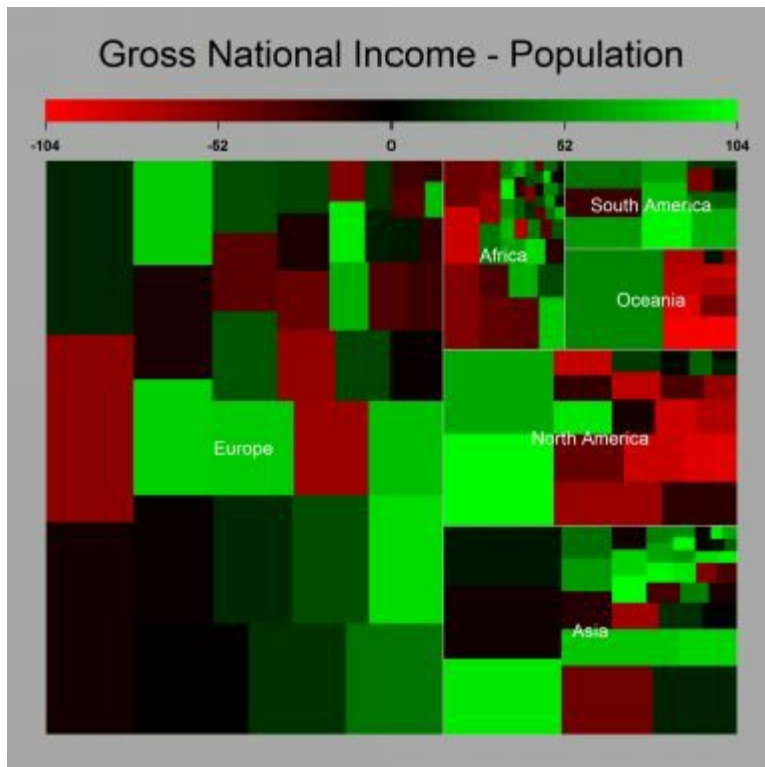 Gross National Income - Population
-104 -52 0 52 104
South America
Africa
Oceania
North America
Europe
Asia